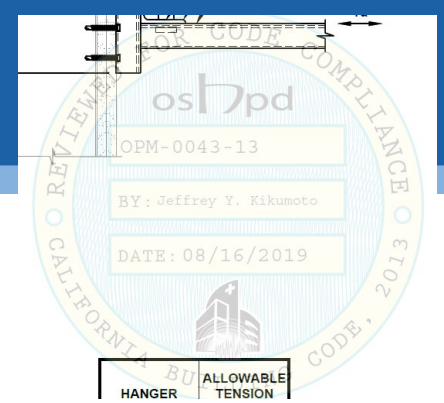 REVIEWED FOR CODE COMPLIANCE
oshpd
OPM-0043-13
BY: Jeffrey Y. Kikumoto
DATE: 08/16/2019
CALIFORNIA BUILDING CODE, 2013
HANGER
ALLOWABLE
TENSION